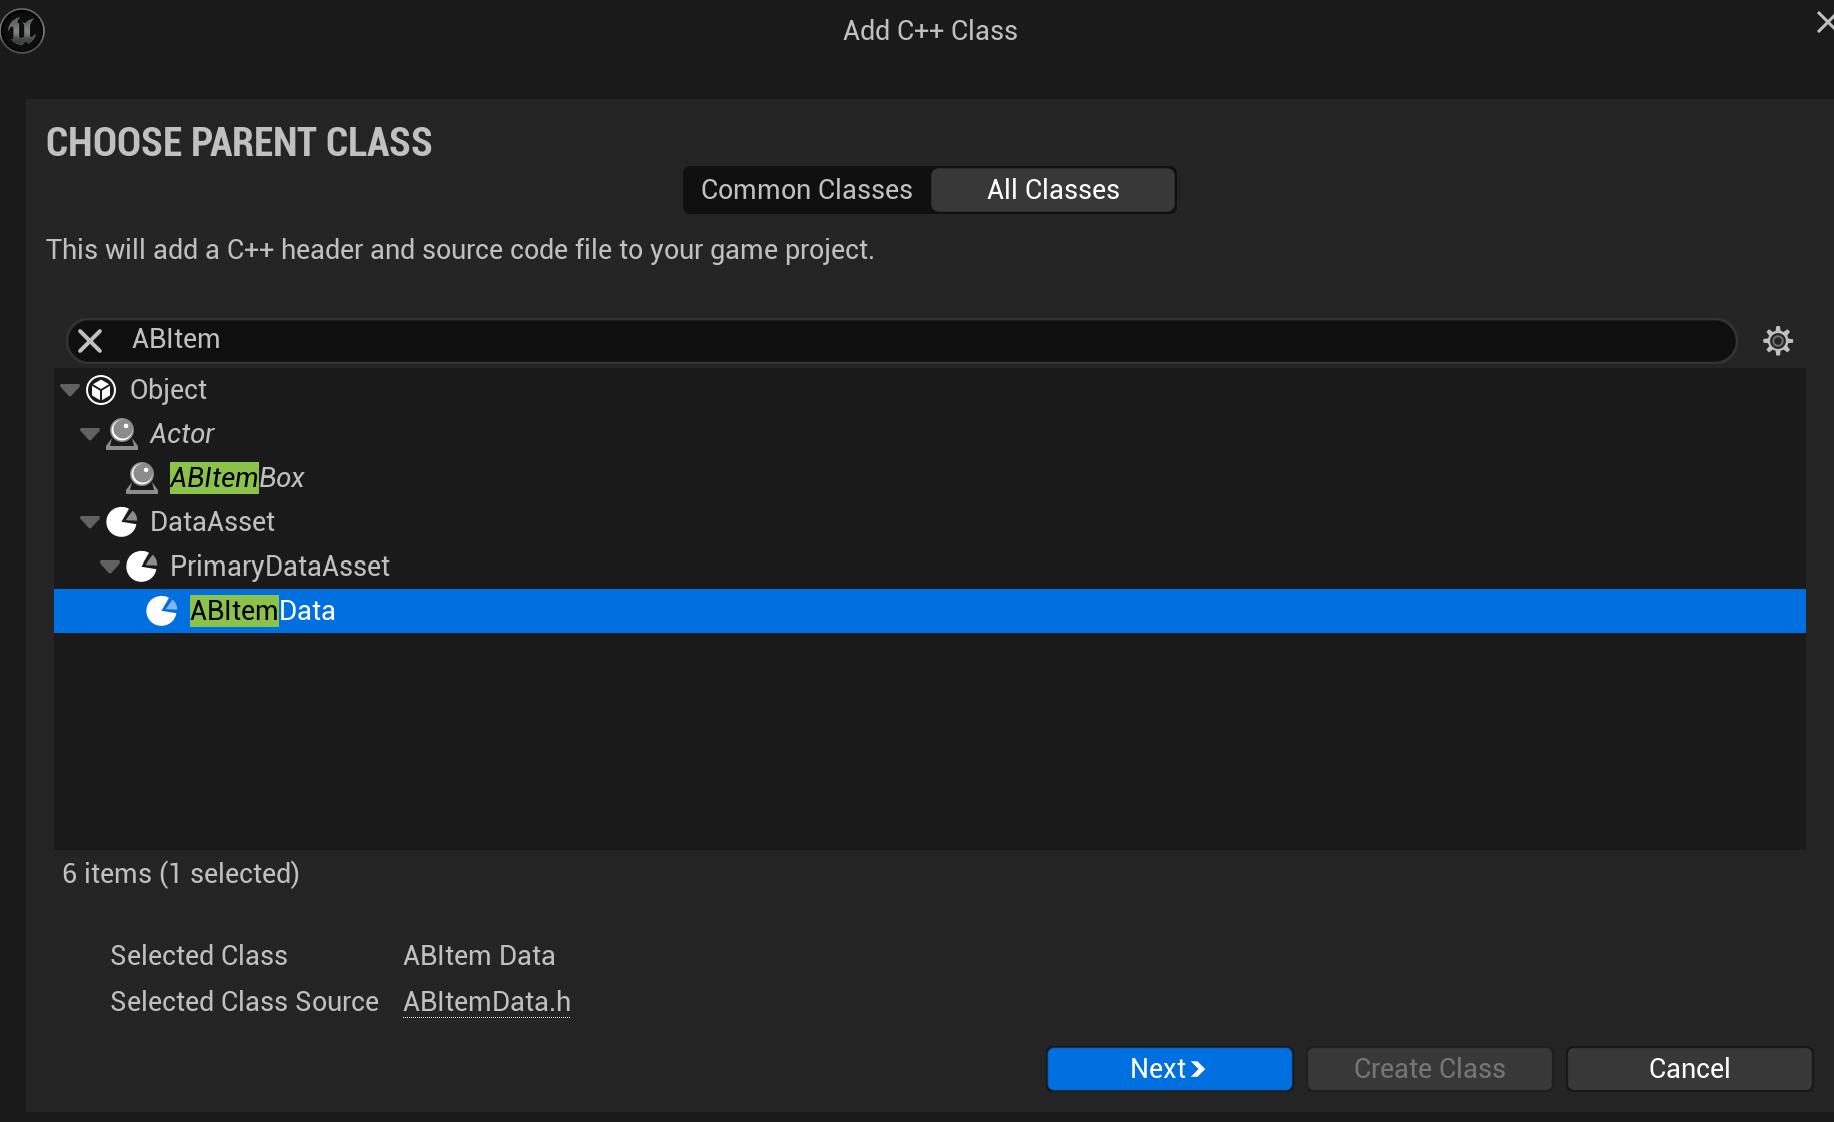 Add C++ Class
CHOOSE PARENT CLASS
Common Classes
All Classes
This will add a C++ header and source code file to your game project.
ABItem
Object
Actor
ABItemBox
DataAsset
PrimaryDataAsset
ABItemData
6 items (1 selected)
Selected Class ABItem Data
Selected Class Source ABItemData.h
Next
Create Class
Cancel